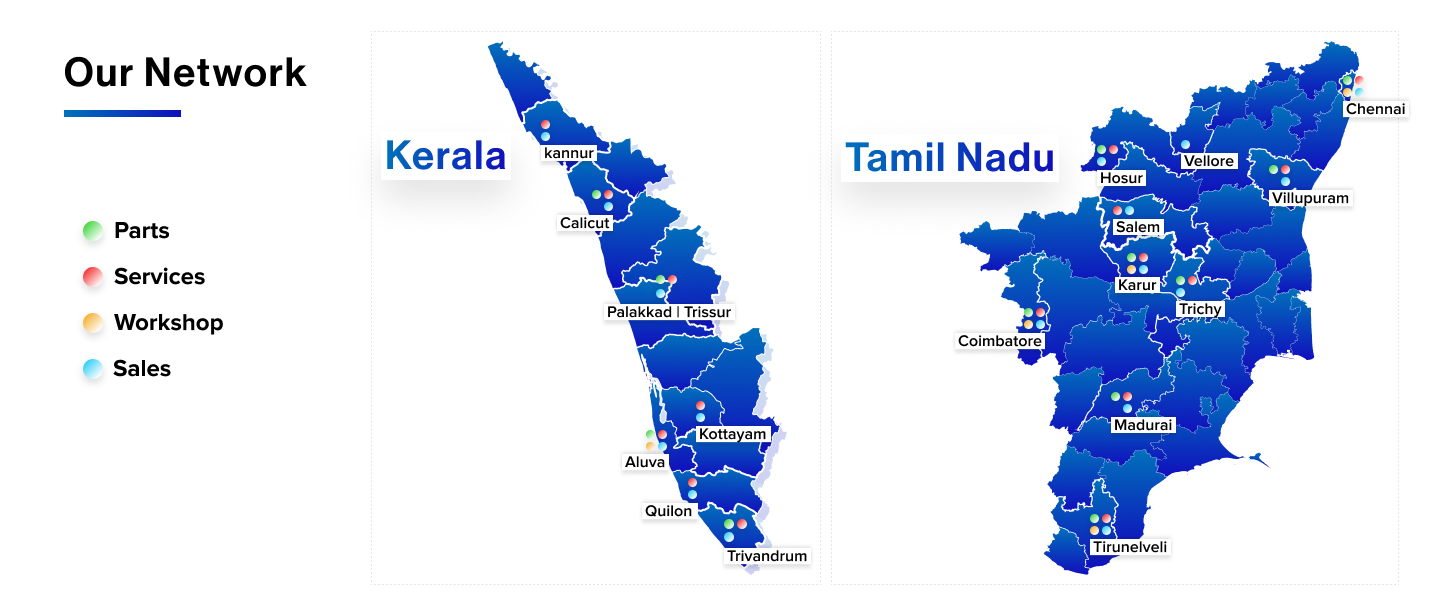 Our Network
Parts
Services
Workshop
Sales
Kerala
kannur
Calicut
Palakkad | Trissur
Kottayam
Aluva
Quilon
Trivandrum
Tamil Nadu
Chennai
Vellore
Hosur
Villupuram
Salem
Karur
Trichy
Coimbatore
Madurai
Tirunelveli